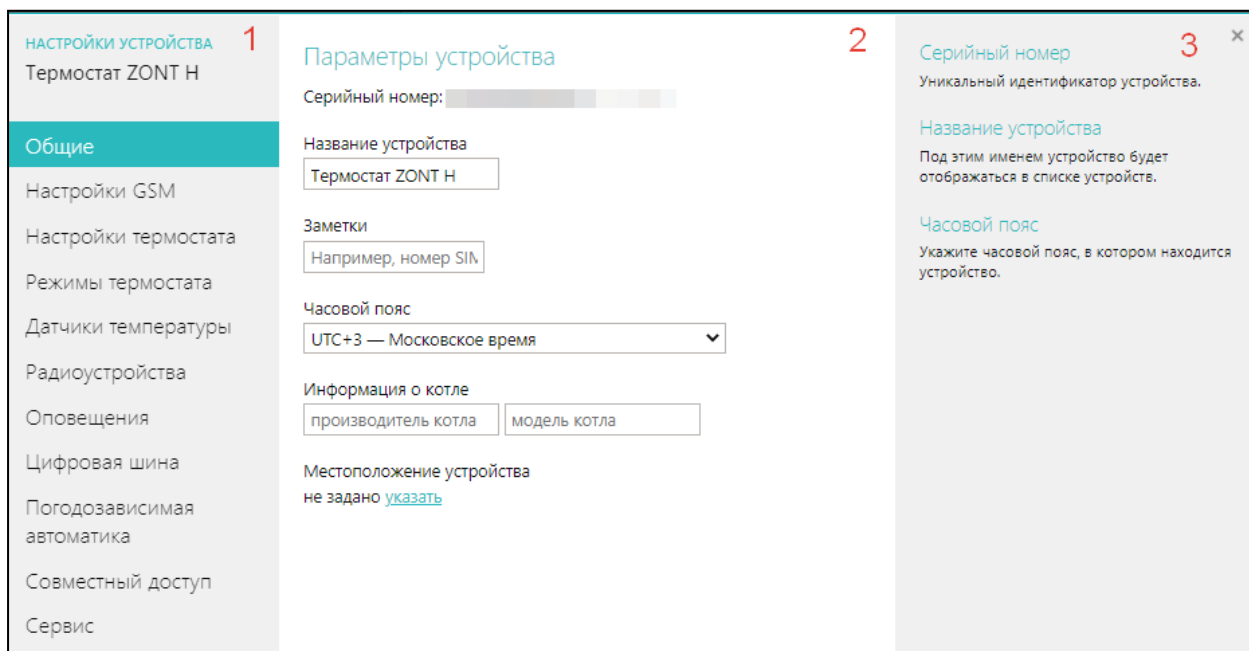 НАСТРОЙКИ УСТРОЙСТВА 1
Термостат ZONT H
Общие
Настройки GSM
Настройки термостата
Режимы термостата
Датчики температуры
Радиоустройства
Оповещения
Цифровая шина
Погодозависимая
автоматика
Совместный доступ
Сервис
Параметры устройства 2
Серийный номер:
Название устройства
Термостат ZONT H
Заметки
Например, номер SIM
Часовой пояс
UTC+3 — Московское время
Информация о котле
производитель котла модель котла
Местоположение устройства
не задано указать
Серийный номер 3 ×
Уникальный идентификатор устройства.
Название устройства
Под этим именем устройство будет
отображаться в списке устройств.
Часовой пояс
Укажите часовой пояс, в котором находится
устройство.